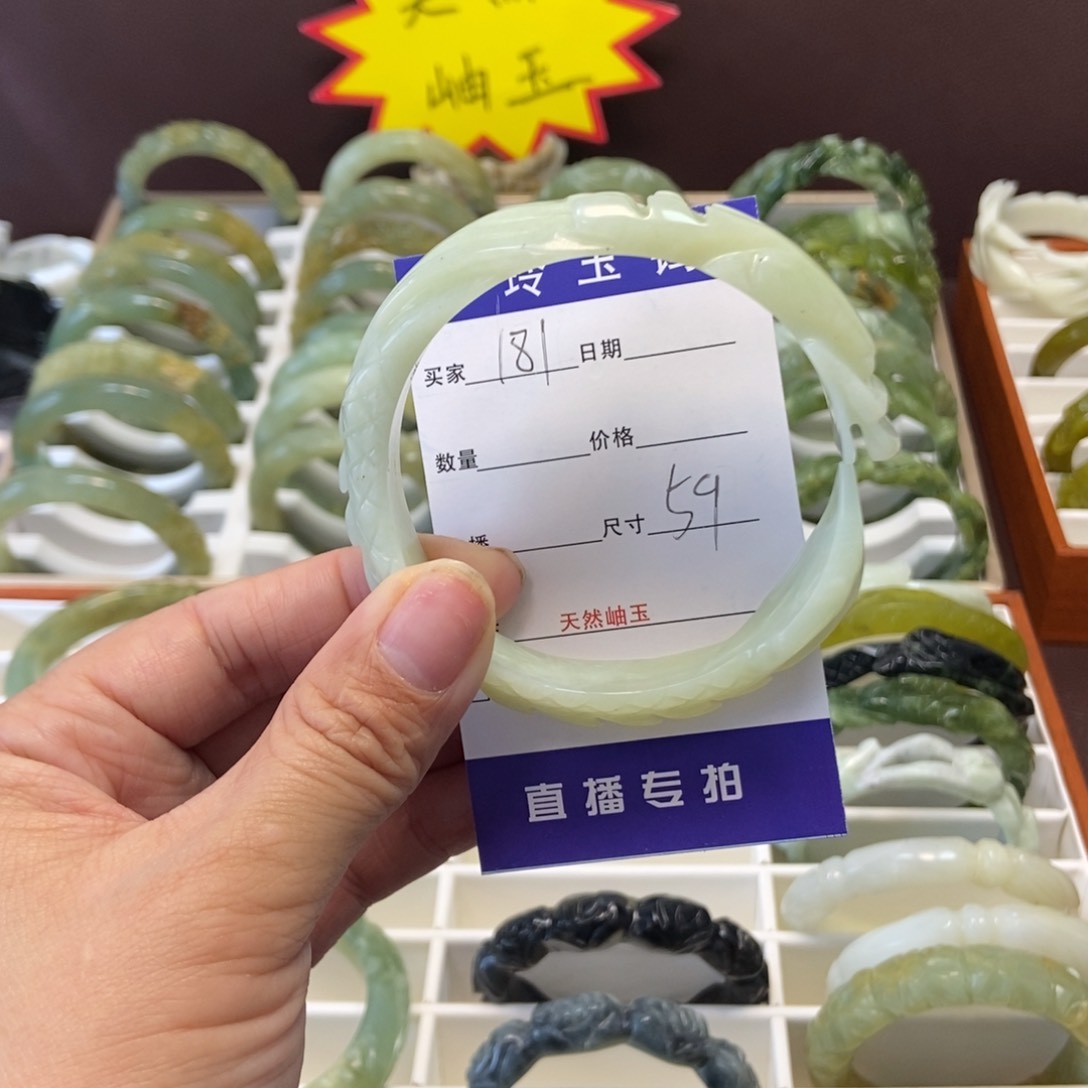 岫玉
玲玉
买家 181 日期
数量 价格
播 尺寸 59
天然岫玉
直播专拍